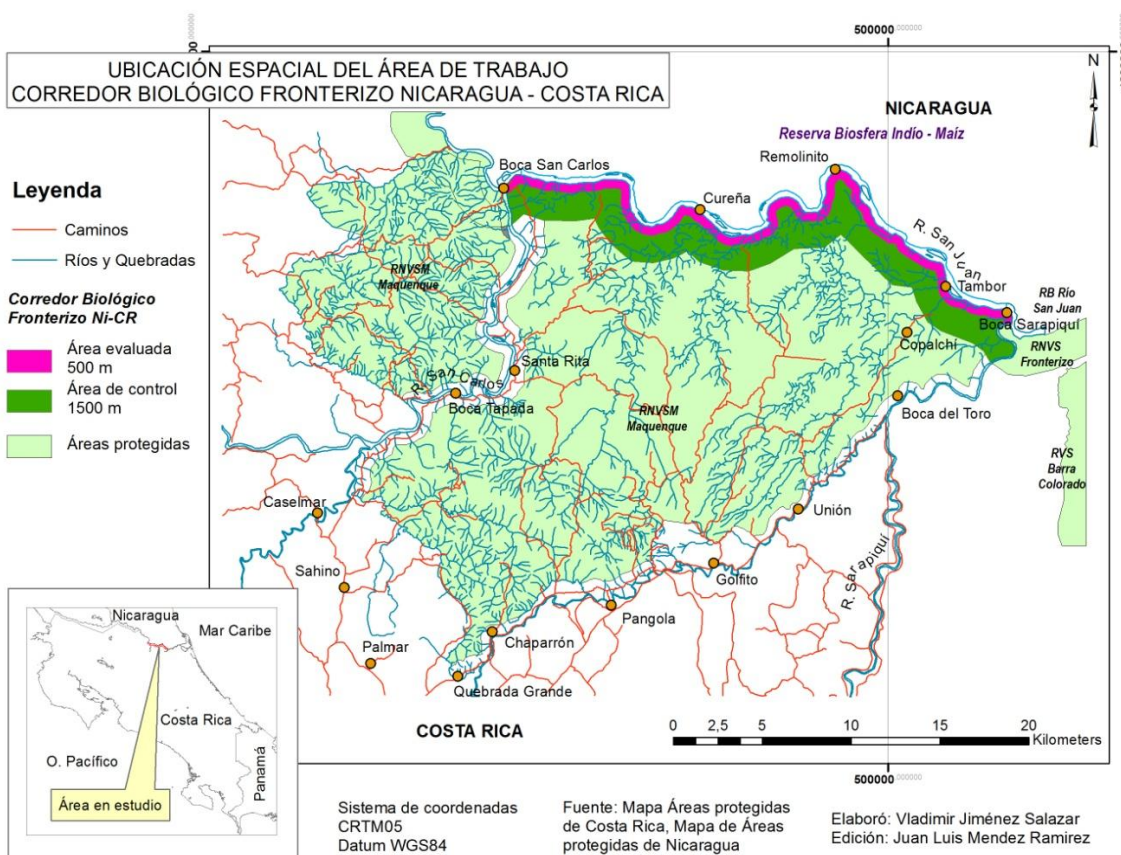 500000,000000
UBICACIÓN ESPACIAL DEL ÁREA DE TRABAJO
CORREDOR BIOLÓGICO FRONTERIZO NICARAGUA - COSTA RICA
N
NICARAGUA
Reserva Biosfera Indío - Maíz
Remolinito
Boca San Carlos
Cureña
R. San Juan
Tambor
RB Río
San Juan
Boca Sarapiquí
RNVS
Fronterizo
Copalchí
RNVSM
Maquenque
Santa Rita
R. San Carlos
Boca Tapada
RNVSM
Maquenque
Boca del Toro
RVS
Barra
Colorado
Caselmar
Unión
Sahino
Golfito
R. Sarapiquí
Pangola
Chaparrón
Palmar
Quebrada Grande
COSTA RICA
0 2,5 5 10 15 20
Kilometers
500000,000000
Leyenda
Caminos
Ríos y Quebradas
Corredor Biológico
Fronterizo Ni-CR
Área evaluada
500 m
Área de control
1500 m
Áreas protegidas
Nicaragua
Mar Caribe
Costa Rica
O. Pacífico
Panamá
Área en estudio
Sistema de coordenadas
CRTM05
Datum WGS84
Fuente: Mapa Áreas protegidas
de Costa Rica, Mapa de Áreas
protegidas de Nicaragua
Elaboró: Vladimir Jiménez Salazar
Edición: Juan Luis Mendez Ramirez